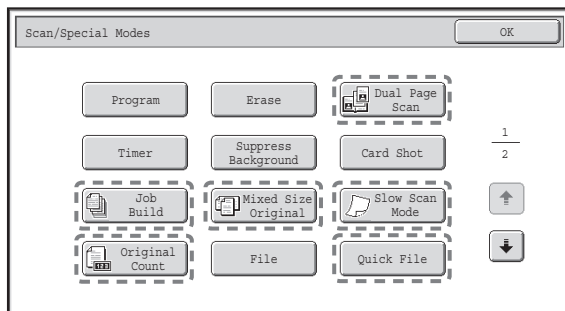 Scan/Special Modes
OK
Program
Erase
Dual Page
Scan
Timer
Suppress
Background
Card Shot
1
2
Job
Build
Mixed Size
Original
Slow Scan
Mode
Original
Count
123
File
Quick File